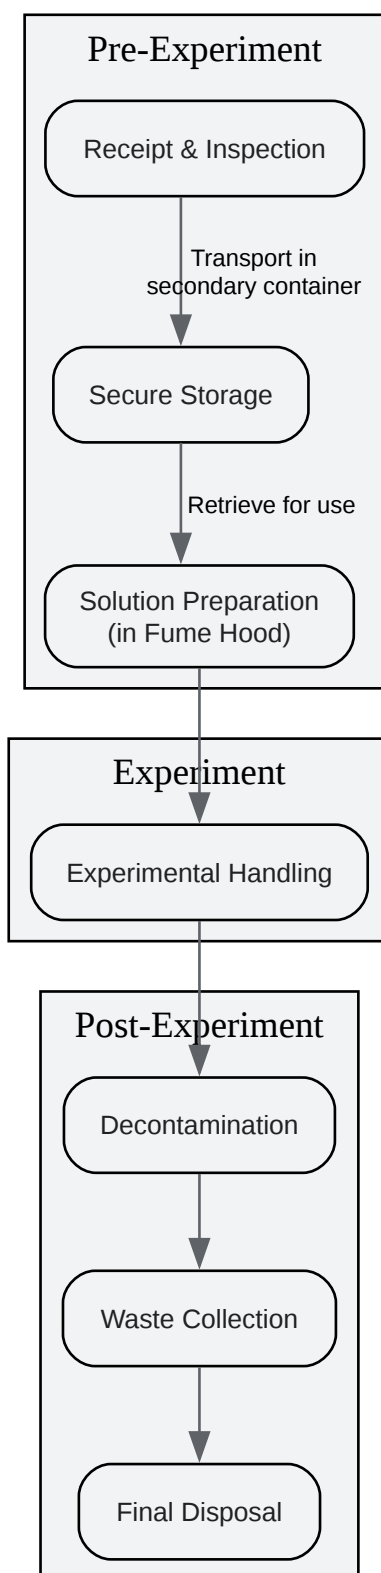 Pre-Experiment
Receipt & Inspection
Transport in
secondary container
Secure Storage
Retrieve for use
Solution Preparation
(in Fume Hood)
Experiment
Experimental Handling
Post-Experiment
Decontamination
Waste Collection
Final Disposal